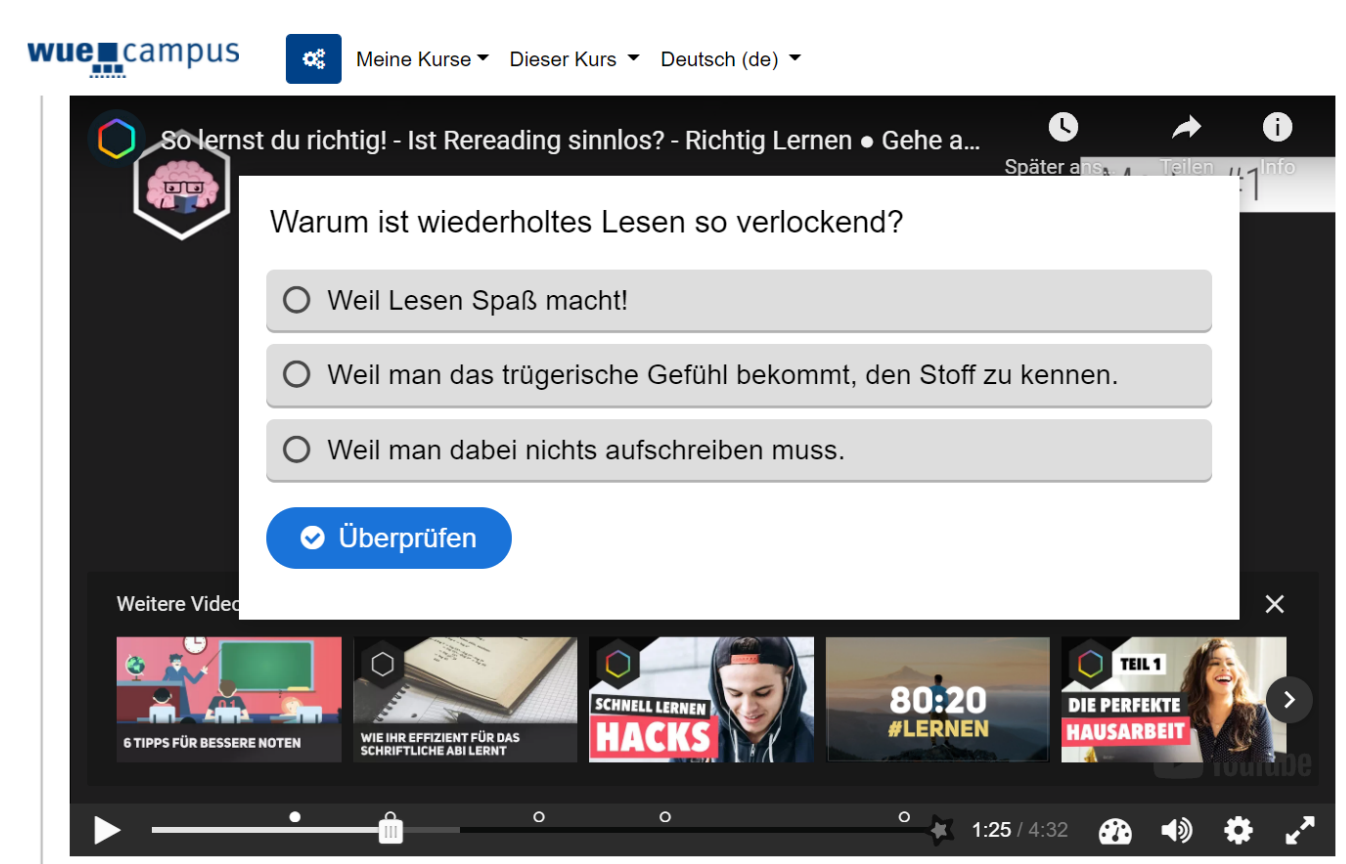 wue campus
Meine Kurse Dieser Kurs Deutsch (de)
So lernst du richtig! - Ist Rereading sinnlos? - Richtig Lernen ● Gehe a...
Später ans... Teilen Info
#1
Warum ist wiederholtes Lesen so verlockend?
Weil Lesen Spaß macht!
Weil man das trügerische Gefühl bekommt, den Stoff zu kennen.
Weil man dabei nichts aufschreiben muss.
Überprüfen
Weitere Videо
6 TIPPS FÜR BESSERE NOTEN
WIE IHR EFFIZIENT FÜR DAS
SCHRIFTLICHE ABI LERNT
SCHNELL LERNEN
HACKS
80:20
#LERNEN
TEIL 1
DIE PERFEKTE
HAUSARBEIT
YouTube
1:25 / 4:32